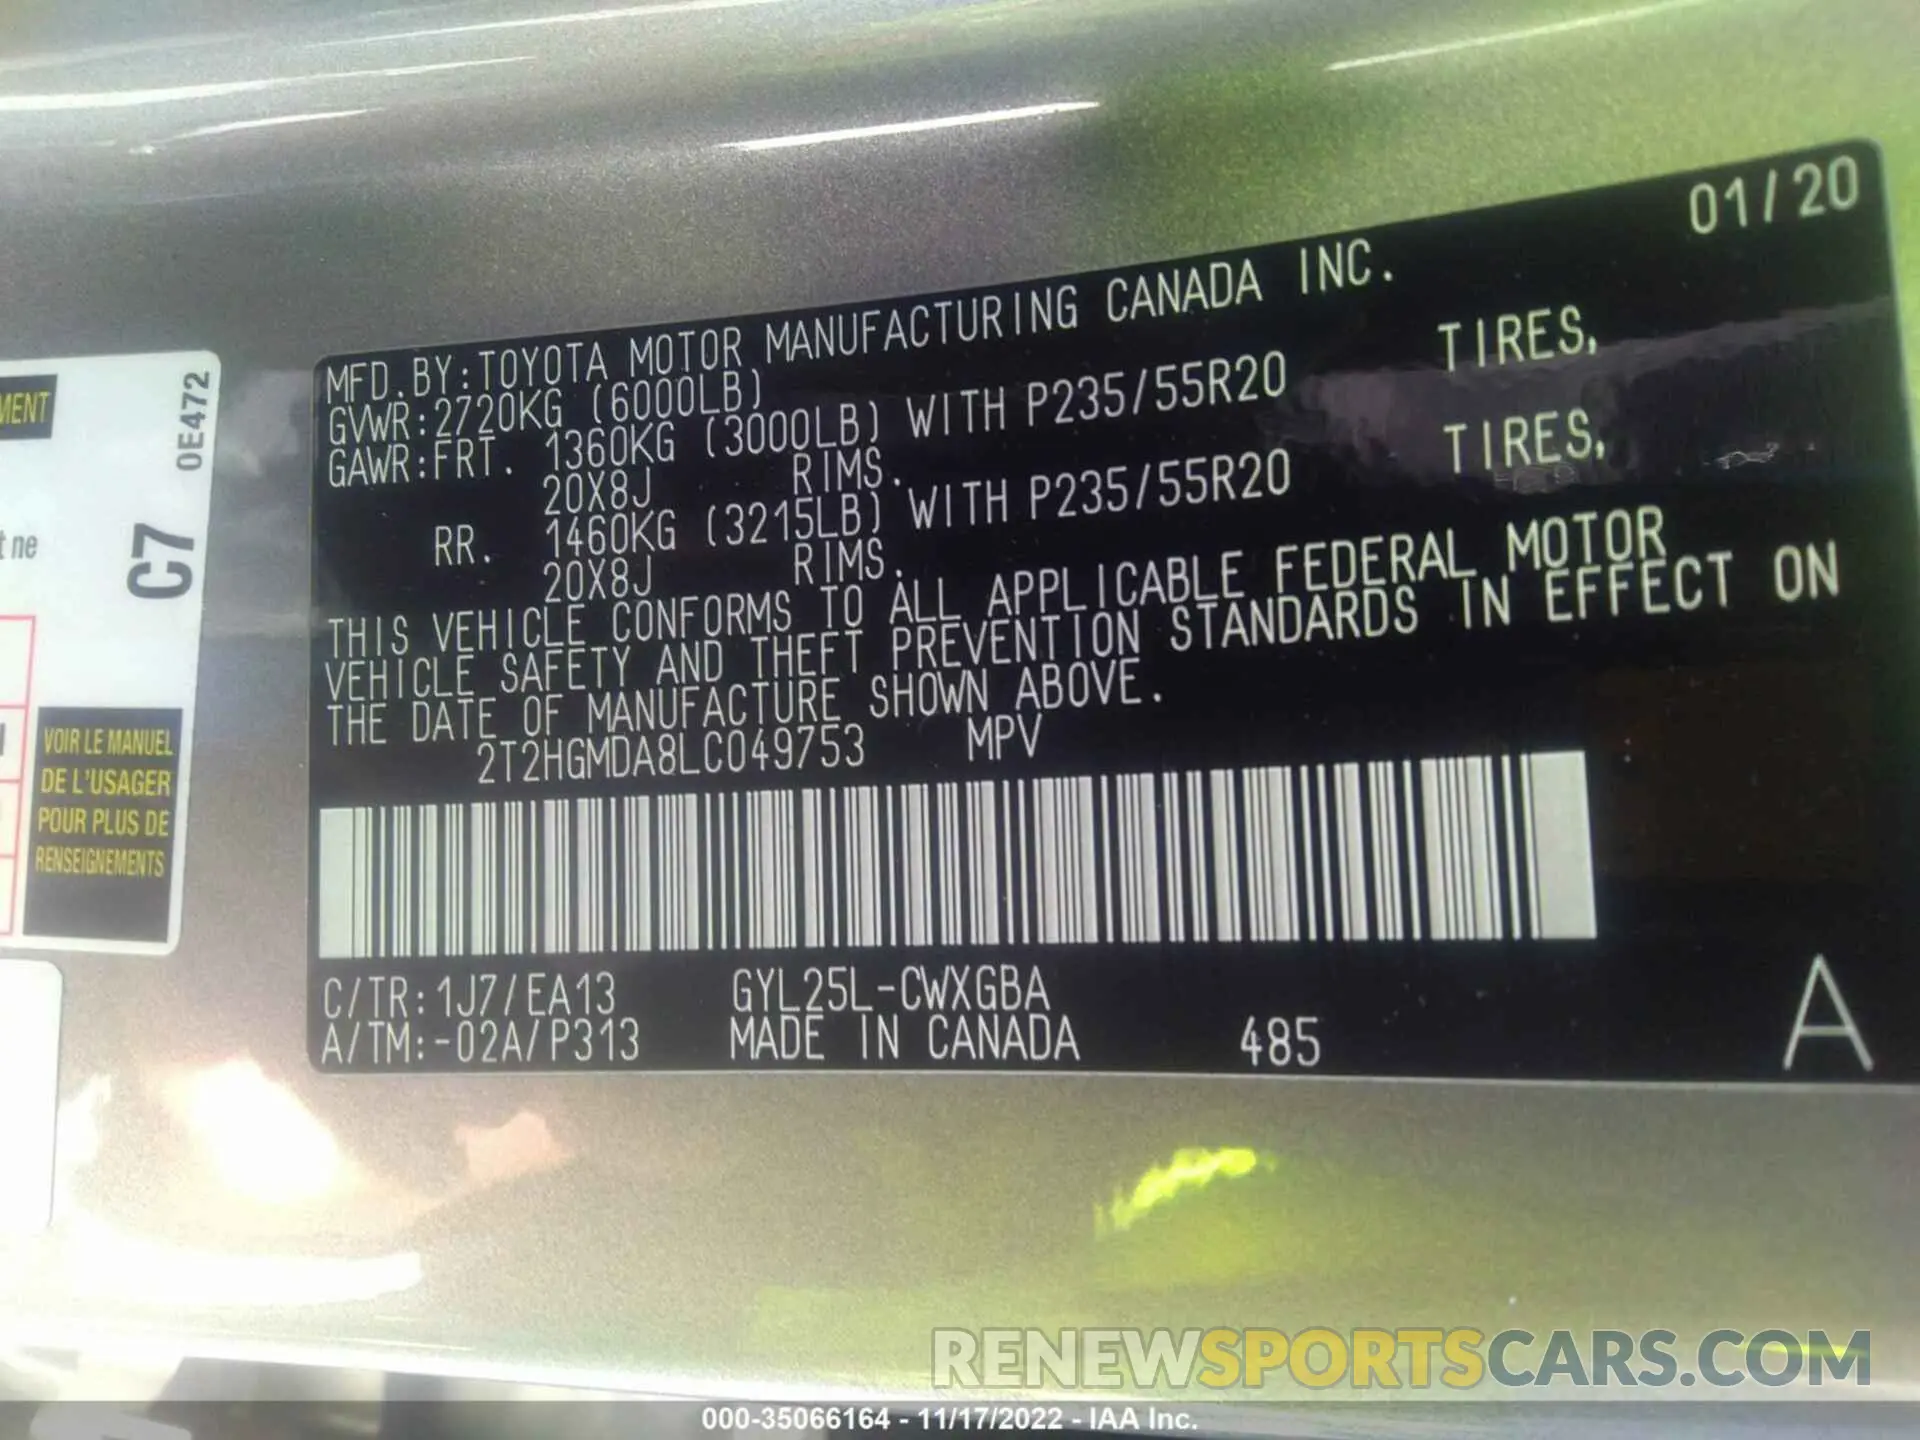 01/20
MFD.BY:TOYOTA MOTOR MANUFACTURING CANADA INC.
GVWR:2720KG (6000LB)
GAWR:FRT. 1360KG (3000LB) WITH P235/55R20 TIRES,
20X8J RIMS.
RR. 1460KG (3215LB) WITH P235/55R20 TIRES,
20X8J RIMS.
THIS VEHICLE CONFORMS TO ALL APPLICABLE FEDERAL MOTOR
VEHICLE SAFETY AND THEFT PREVENTION STANDARDS IN EFFECT ON
THE DATE OF MANUFACTURE SHOWN ABOVE.
2T2HGMDA8LC049753 MPV
C/TR:1J7/EA13 GYL25L-CWXGBA
A/TM:-02A/P313 MADE IN CANADA 485
A
0E472
C7
t ne
VOIR LE MANUEL
DE L'USAGER
POUR PLUS DE
RENSEIGNEMENTS
RENEWSPORTSCARS.COM
000-35066164 - 11/17/2022 - IAA Inc.